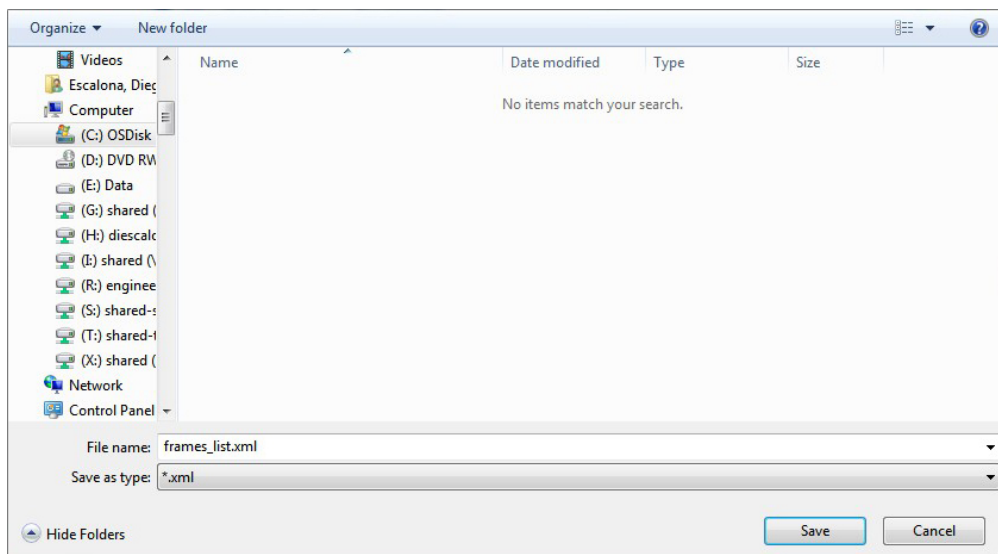 Organize New folder
Name Date modified Type Size
No items match your search.
Videos
Escalona, Dieg
Computer
(C:) OSDisk
(D:) DVD RW
(E:) Data
(G:) shared (
(H:) diescalo
(I:) shared (\
(R:) enginee
(S:) shared-s
(T:) shared-t
(X:) shared (
Network
Control Panel
File name: frames_list.xml
Save as type: *.xml
Hide Folders Save Cancel